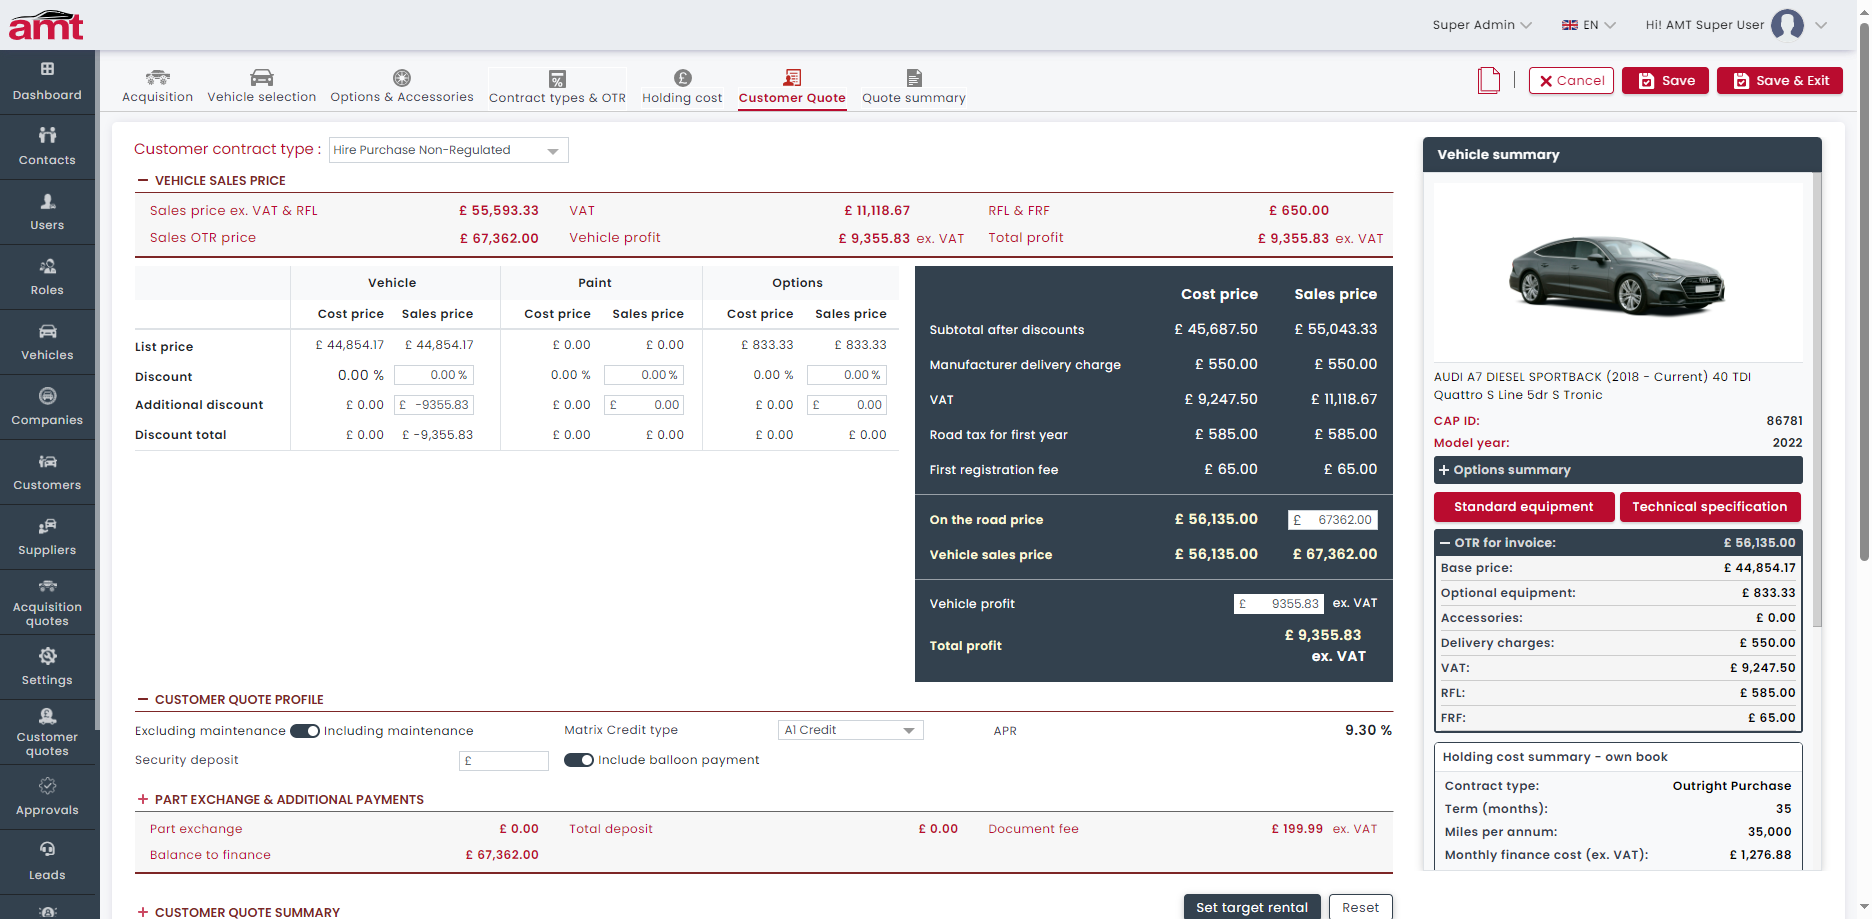 amt
Super Admin
EN
Hi! AMT Super User
Dashboard
Contacts
Users
Roles
Vehicles
Companies
Customers
Suppliers
Acquisition
quotes
Settings
Customer
quotes
Approvals
Leads
Acquisition
Vehicle selection
Options & Accessories
Contract types & OTR
Holding cost
Customer Quote
Quote summary
Cancel
Save
Save & Exit
Customer contract type : Hire Purchase Non-Regulated
VEHICLE SALES PRICE
Sales price ex. VAT & RFL £ 55,593.33 VAT £ 11,118.67 RFL & FRF £ 650.00
Sales OTR price £ 67,362.00 Vehicle profit £ 9,355.83 ex. VAT Total profit £ 9,355.83 ex. VAT
Vehicle Paint Options
Cost price Sales price Cost price Sales price Cost price Sales price
List price £ 44,854.17 £ 44,854.17 £ 0.00 £ 0.00 £ 833.33 £ 833.33
Discount 0.00 % 0.00 % 0.00 % 0.00 % 0.00 % 0.00 %
Additional discount £ 0.00 £ -9355.83 £ 0.00 £ 0.00 £ 0.00 £ 0.00
Discount total £ 0.00 £ -9,355.83 £ 0.00 £ 0.00 £ 0.00 £ 0.00
Cost price Sales price
Subtotal after discounts £ 45,687.50 £ 55,043.33
Manufacturer delivery charge £ 550.00 £ 550.00
VAT £ 9,247.50 £ 11,118.67
Road tax for first year £ 585.00 £ 585.00
First registration fee £ 65.00 £ 65.00
On the road price £ 56,135.00 £ 67362.00
Vehicle sales price £ 56,135.00 £ 67,362.00
Vehicle profit £ 9355.83 ex. VAT
Total profit £ 9,355.83
ex. VAT
CUSTOMER QUOTE PROFILE
Excluding maintenance Including maintenance Matrix Credit type A1 Credit APR 9.30 %
Security deposit £ Include balloon payment
PART EXCHANGE & ADDITIONAL PAYMENTS
Part exchange £ 0.00 Total deposit £ 0.00 Document fee £ 199.99 ex. VAT
Balance to finance £ 67,362.00
CUSTOMER QUOTE SUMMARY
Set target rental
Reset
Vehicle summary
AUDI A7 DIESEL SPORTBACK (2018 - Current) 40 TDI
Quattro S Line 5dr S Tronic
CAP ID: 86781
Model year: 2022
Options summary
Standard equipment
Technical specification
OTR for invoice: £ 56,135.00
Base price: £ 44,854.17
Optional equipment: £ 833.33
Accessories: £ 0.00
Delivery charges: £ 550.00
VAT: £ 9,247.50
RFL: £ 585.00
FRF: £ 65.00
Holding cost summary - own book
Contract type: Outright Purchase
Term (months): 35
Miles per annum: 35,000
Monthly finance cost (ex. VAT): £ 1,276.88